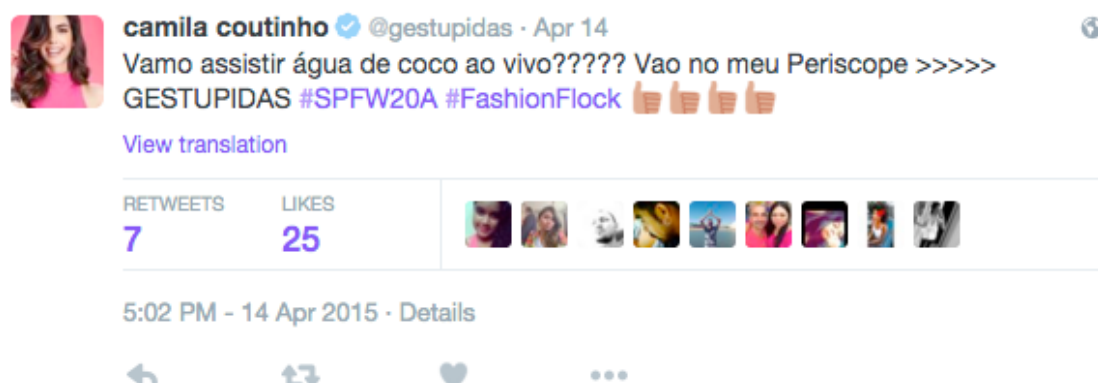 camila coutinho @gestupidas · Apr 14
Vamo assistir água de coco ao vivo????? Vao no meu Periscope >>>>>
GESTUPIDAS #SPFW20A #FashionFlock 👍👍👍👍
View translation
RETWEETS LIKES
7 25
5:02 PM - 14 Apr 2015 · Details